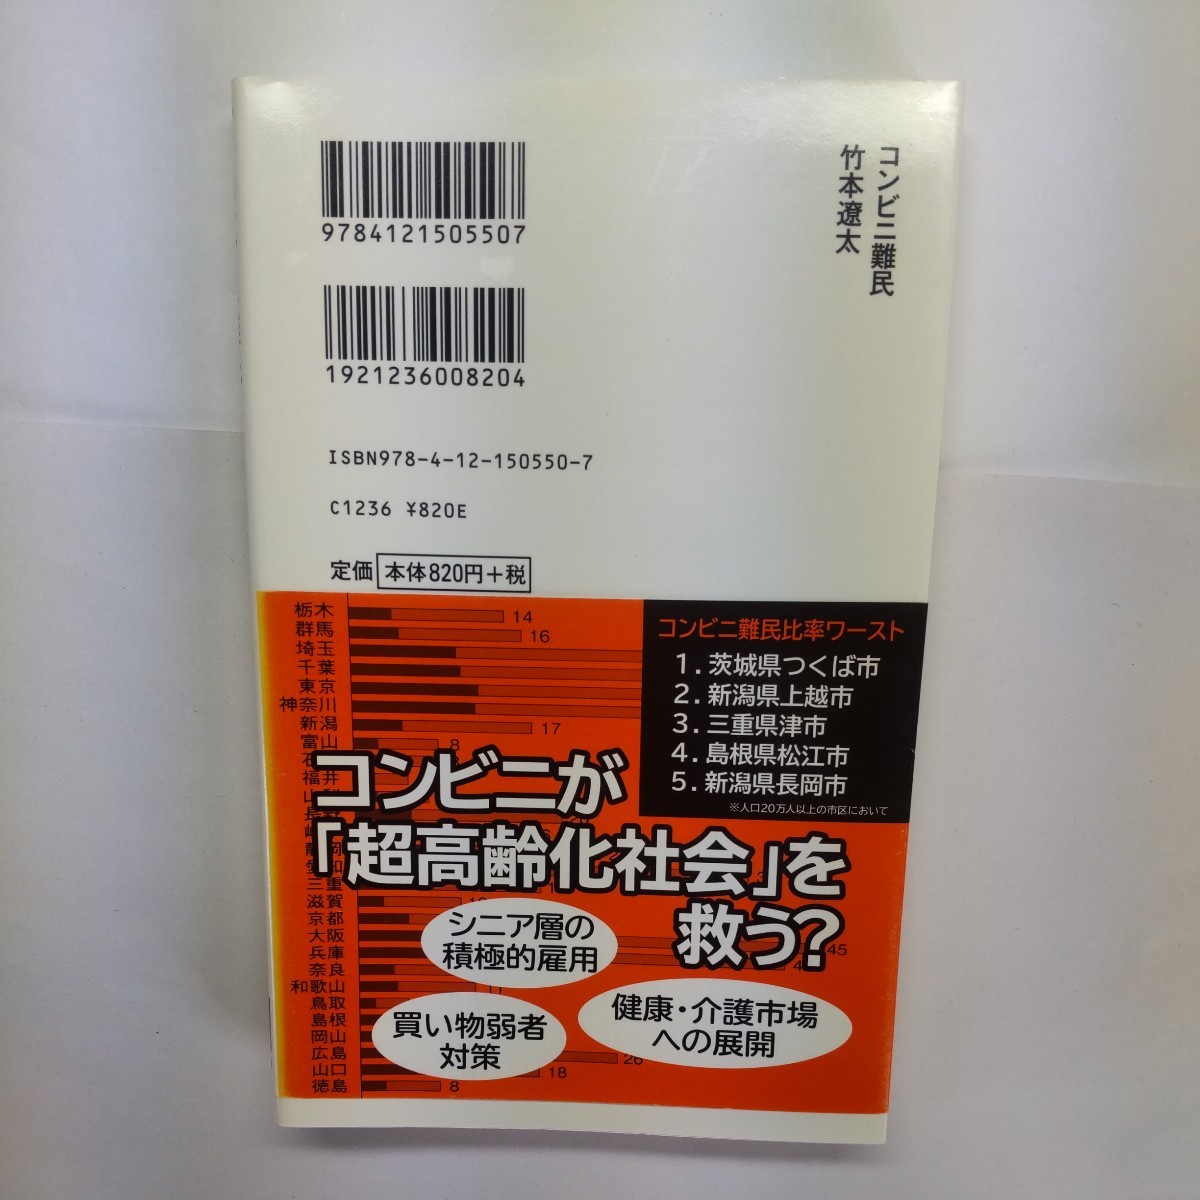 コンビニ難民
竹本遼太
9784121505507
1921236008204
ISBN978-4-12-150550-7
C1236 ¥820E
定価 本体820円+税
コンビニ難民比率ワースト
1.茨城県つくば市
2.新潟県上越市
3.三重県津市
4.島根県松江市
5.新潟県長岡市
※人口20万人以上の市区において
栃木 14
群馬 16
埼玉
千葉
東京
神奈川
新潟 17
富山 8
コンビニが
「超高齢化社会」を
救う?
シニア層の
積極的雇用
買い物弱者
対策
健康・介護市場
への展開
滋賀
京都
大阪 45
兵庫
奈良
和歌山
鳥取
島根
岡山
広島 26
山口 18
徳島 8